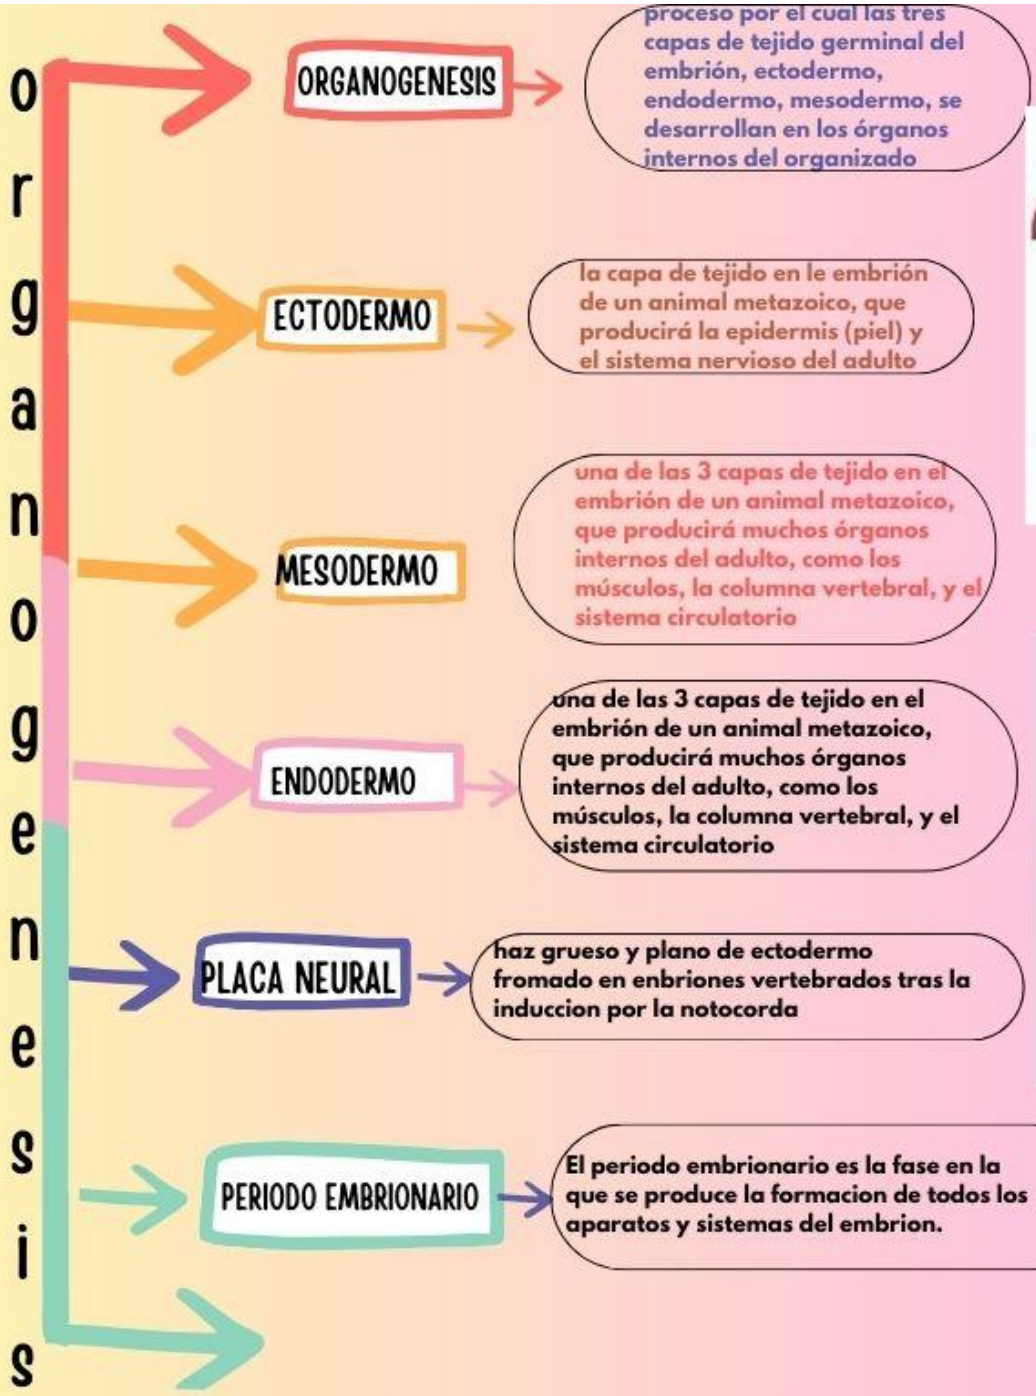 organogenesis
ORGANOGENESIS
proceso por el cual las tres
capas de tejido germinal del
embrión, ectodermo,
endodermo, mesodermo, se
desarrollan en los órganos
internos del organizado
ECTODERMO
la capa de tejido en le embrión
de un animal metazoico, que
producirá la epidermis (piel) y
el sistema nervioso del adulto
MESODERMO
una de las 3 capas de tejido en el
embrión de un animal metazoico,
que producirá muchos órganos
internos del adulto, como los
músculos, la columna vertebral, y el
sistema circulatorio
ENDODERMO
una de las 3 capas de tejido en el
embrión de un animal metazoico,
que producirá muchos órganos
internos del adulto, como los
músculos, la columna vertebral, y el
sistema circulatorio
PLACA NEURAL
haz grueso y plano de ectodermo
fromado en enbriones vertebrados tras la
induccion por la notocorda
PERIODO EMBRIONARIO
El periodo embrionario es la fase en la
que se produce la formacion de todos los
aparatos y sistemas del embrion.